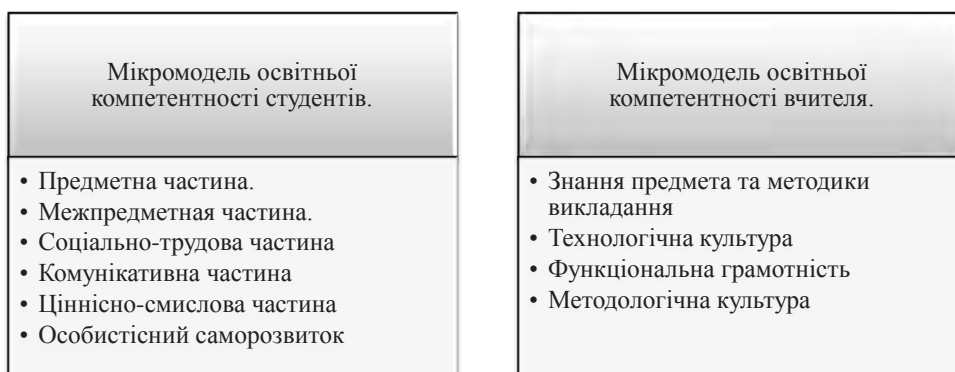 Мікромодель освітньої
компетентності студентів.
• Предметна частина.
• Межпредметная частина.
• Соціально-трудова частина
• Комунікативна частина
• Ціннісно-смислова частина
• Особистісний саморозвиток
Мікромодель освітньої
компетентності вчителя.
• Знання предмета та методики
викладання
• Технологічна культура
• Функціональна грамотність
• Методологічна культура